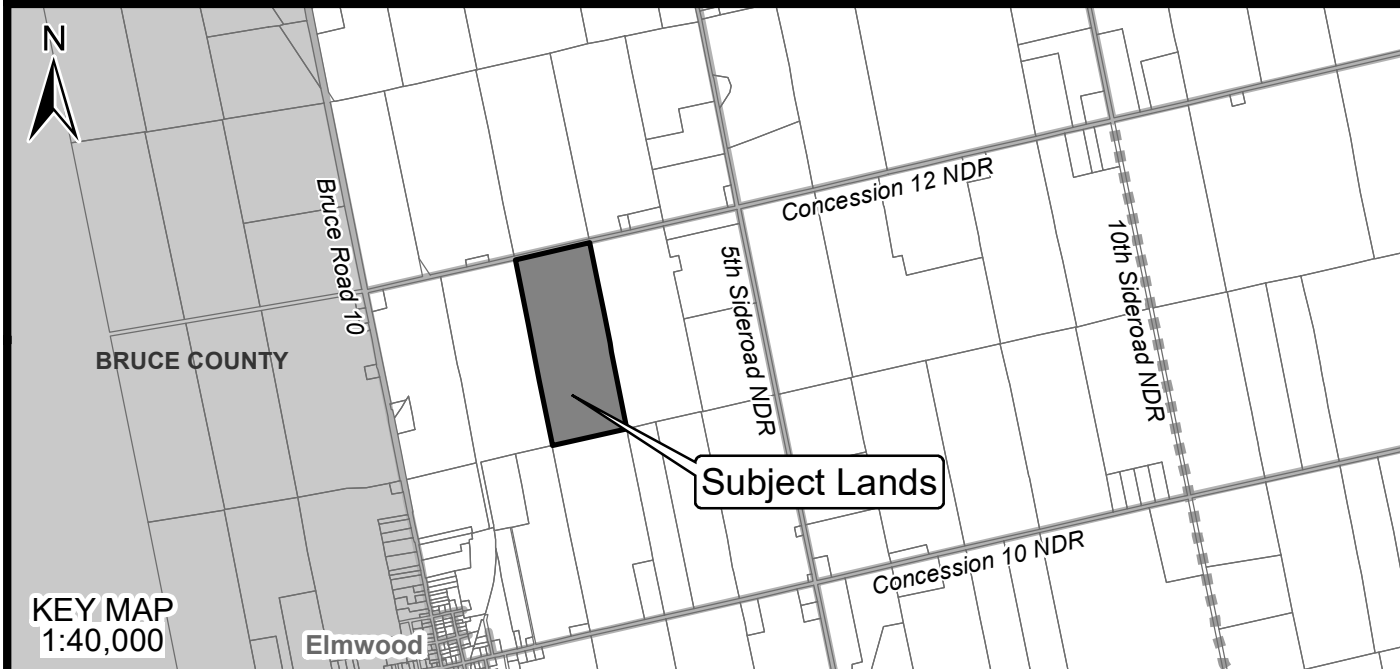 N
Concession 12 NDR
Bruce Road 10
5th Sideroad NDR
10th Sideroad NDR
BRUCE COUNTY
Subject Lands
Concession 10 NDR
KEY MAP
1:40,000
Elmwood